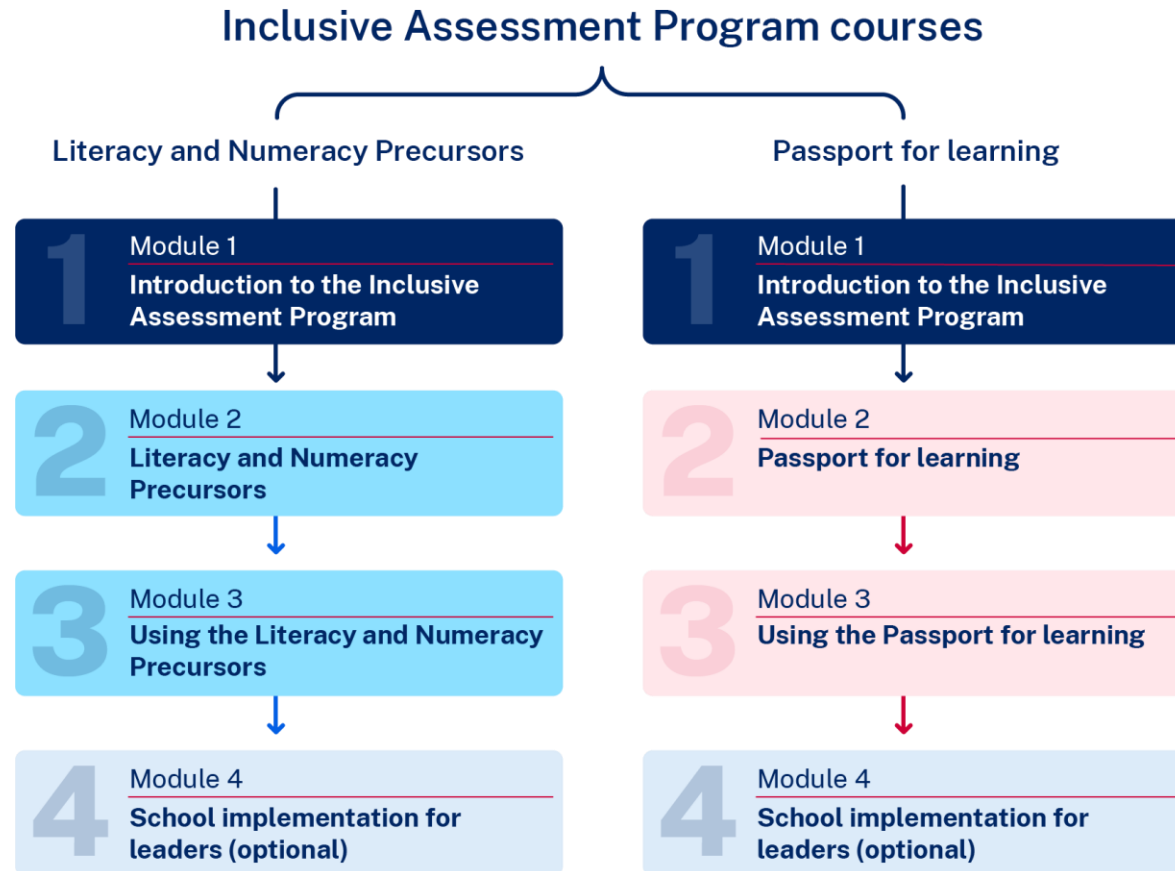 Inclusive Assessment Program courses
Literacy and Numeracy Precursors
1
Module 1
Introduction to the Inclusive
Assessment Program
2
Module 2
Literacy and Numeracy
Precursors
3
Module 3
Using the Literacy and Numeracy
Precursors
4
Module 4
School implementation for
leaders (optional)
Passport for learning
1
Module 1
Introduction to the Inclusive
Assessment Program
2
Module 2
Passport for learning
3
Module 3
Using the Passport for learning
4
Module 4
School implementation for
leaders (optional)